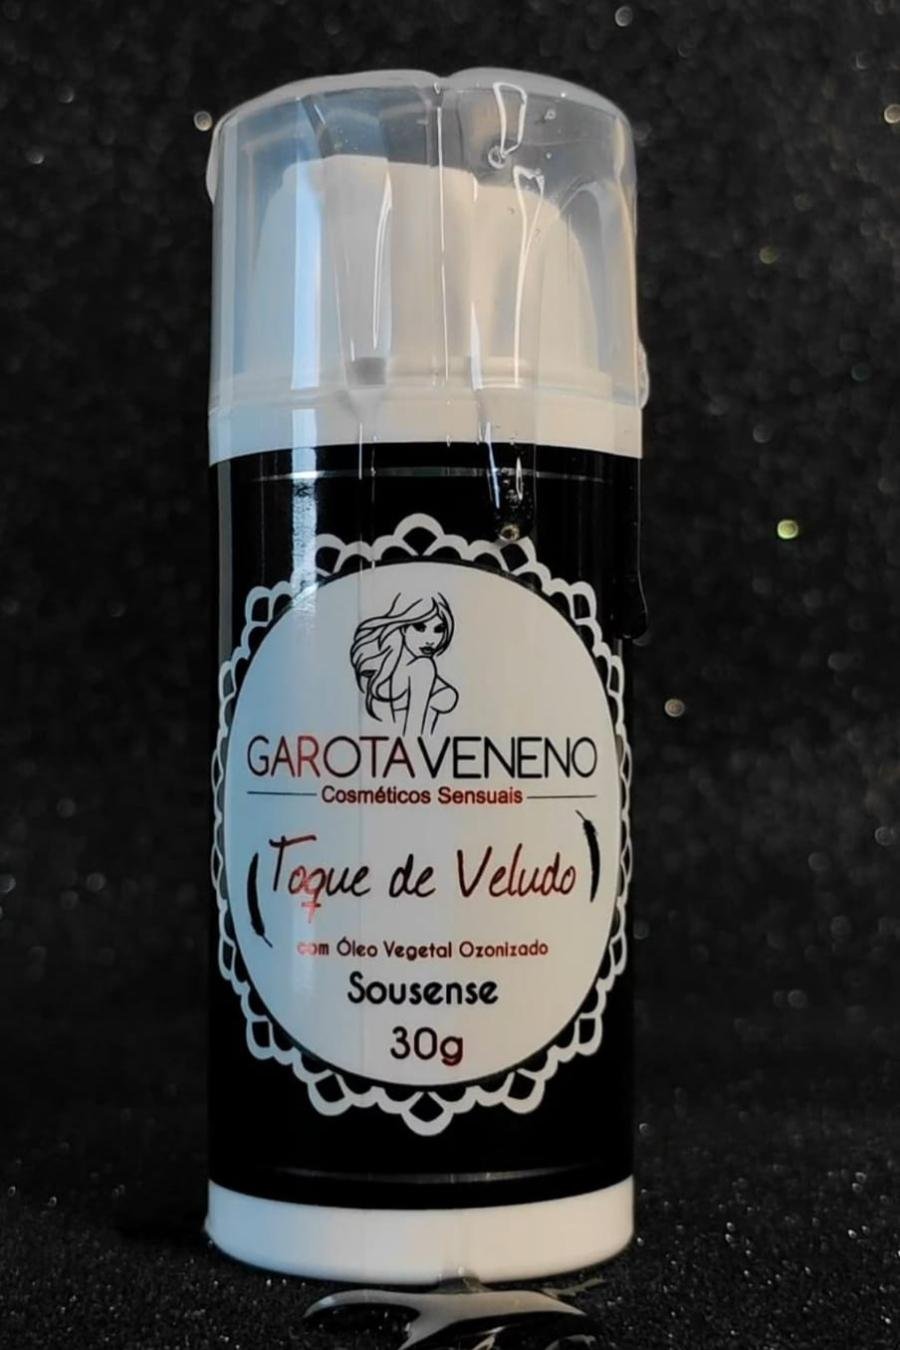 GAROTAVENENO
Cosméticos Sensuais
Toque de Veludo
com Óleo Vegetal Ozonizado
Sousense
30g